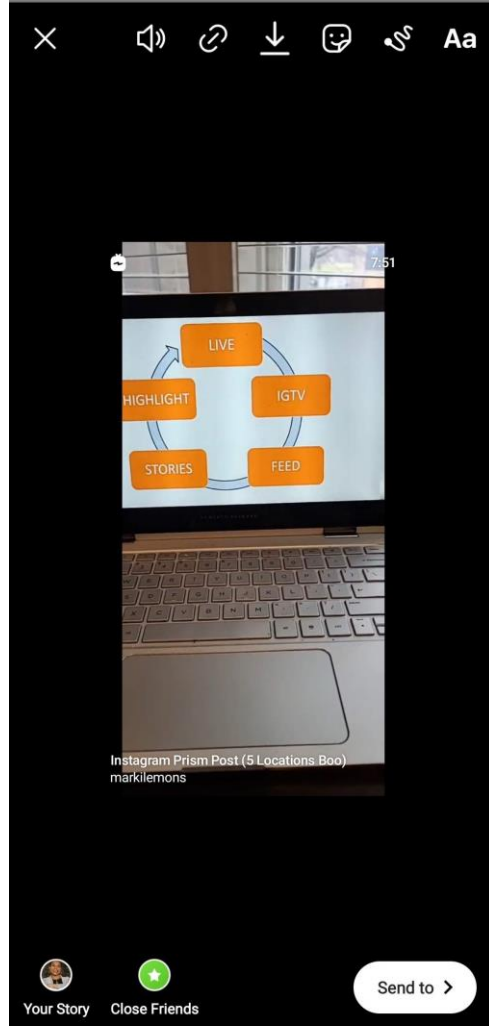 Aa
7:51
LIVE
HIGHLIGHT
IGTV
STORIES
FEED
Instagram Prism Post (5 Locations Boo)
markilemons
Your Story
Close Friends
Send to